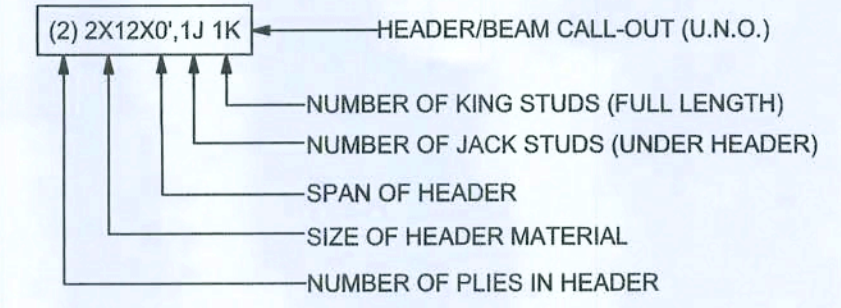 (2) 2X12X0',1J 1K HEADER/BEAM CALL-OUT (U.N.O.)
NUMBER OF KING STUDS (FULL LENGTH)
NUMBER OF JACK STUDS (UNDER HEADER)
SPAN OF HEADER
SIZE OF HEADER MATERIAL
NUMBER OF PLIES IN HEADER